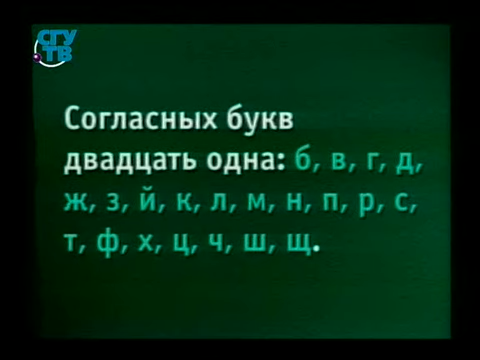 СГУ
ТВ
Согласных букв
двадцать одна: б, в, г, д,
ж, з, й, к, л, м, н, п, р, с,
т, ф, х, ц, ч, ш, щ.